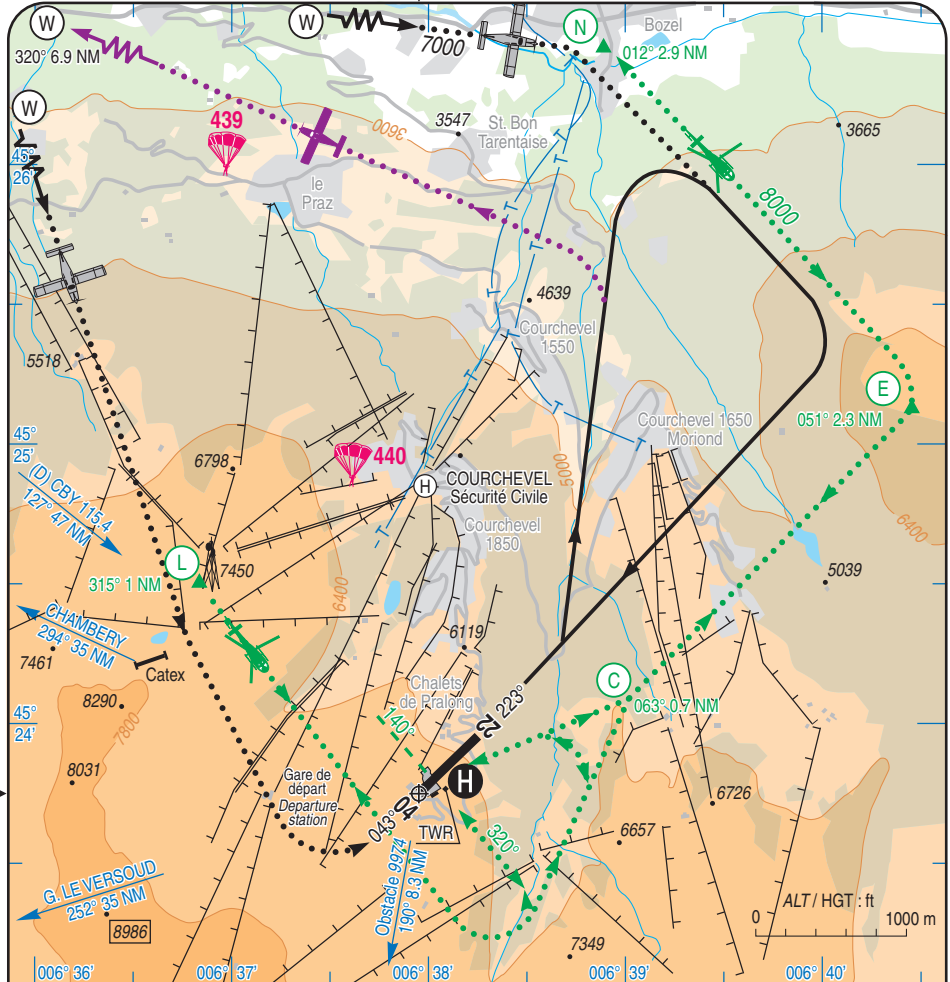 W
W
7000
N
Bozel
012° 2.9 NM
320° 6.9 NM
W
439
3600
3547
St. Bon
Tarentaise
3665
45°
26'
le
Praz
8000
4639
Courchevel
1550
5518
E
051° 2.3 NM
Courchevel 1650
Moriond
45°
25'
6798
440
5000
COURCHEVEL
Sécurité Civile
H
Courchevel
1850
6400
(D) CBY 115.4
127° 47 NM
L
7450
315° 1 NM
6400
5039
CHAMBERY
294° 35 NM
7461
Catex
6119
Chalets
de Pralong
C
063° 0.7 NM
8290
7800
45°
24'
140°
22
223°
8031
Gare de
départ
Departure
station
H
04
043°
TWR
6726
320°
6657
G. LE VERSOUD
252° 35 NM
8986
Obstacle 9974
190° 8.3 NM
7349
ALT / HGT : ft
0
1000 m
006° 36'
006° 37'
006° 38'
006° 39'
006° 40'